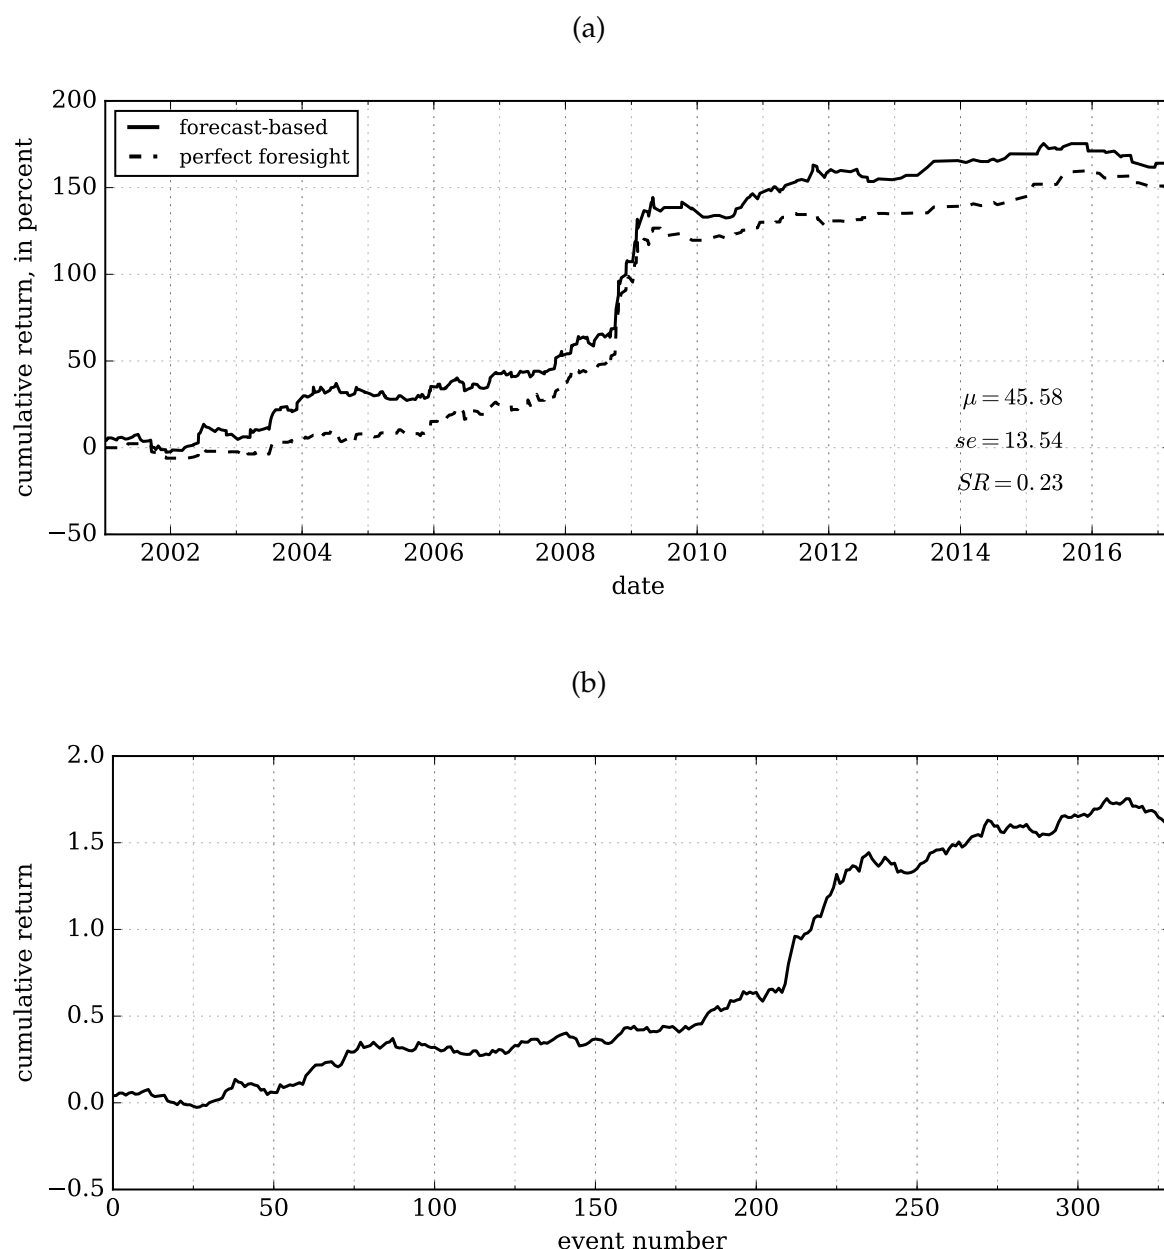 (a)
200
150
100
50
0
−50
cumulative return, in percent
forecast-based
perfect foresight
μ = 45.58
se = 13.54
SR = 0.23
2002 2004 2006 2008 2010 2012 2014 2016
date
(b)
2.0
1.5
1.0
0.5
0.0
−0.5
cumulative return
0 50 100 150 200 250 300
event number